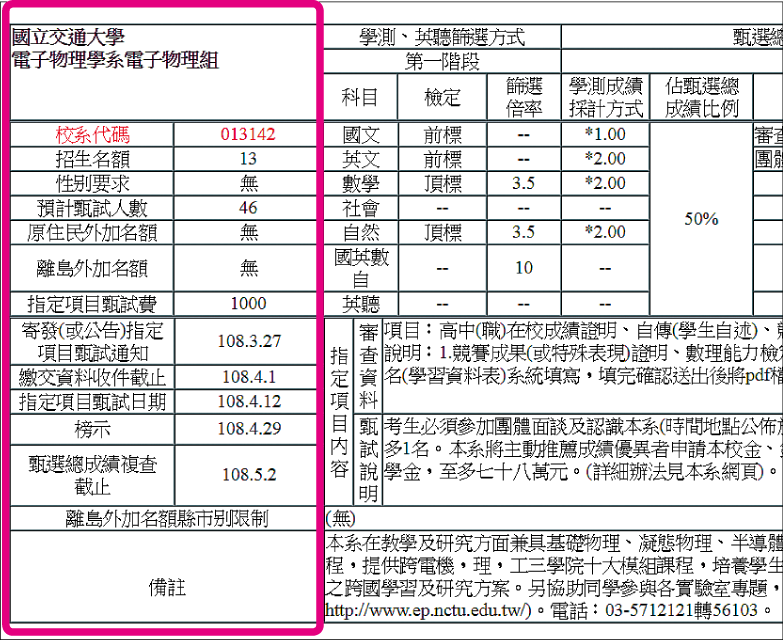 國立交通大學
電子物理學系電子物理組
學測、英聽篩選方式
甄選總
第一階段
科目 檢定 篩選倍率 學測成績採計方式 佔甄選總成績比例
校系代碼 013142 國文 前標 -- *1.00 審查
招生名額 13 英文 前標 -- *2.00 團體
性別要求 無 數學 頂標 3.5 *2.00
預計甄試人數 46 社會 -- -- -- 50%
原住民外加名額 無 自然 頂標 3.5 *2.00
離島外加名額 無 國英數自 -- 10 --
指定項目甄試費 1000 英聽 -- -- --
寄發(或公告)指定項目甄試通知 108.3.27
繳交資料收件截止 108.4.1
指定項目甄試日期 108.4.12
榜示 108.4.29
甄選總成績複查截止 108.5.2
指定項目內容
審查資料
項目：高中(職)在校成績證明、自傳(學生自述)、
說明：1.競賽成果(或特殊表現)證明、數理能力檢
名(學習資料表)系統填寫，填完確認送出後將pdf
甄試說明
考生必須參加團體面談及認識本系(時間地點公佈
多1名。本系將主動推薦成績優異者申請本校金、
學金，至多七十八萬元。(詳細辦法見本系網頁)。
離島外加名額縣市別限制 (無)
備註
本系在教學及研究方面兼具基礎物理、凝態物理、半導體
程，提供跨電機，理，工三學院十大模組課程，培養學生
之跨國學習及研究方案。另協助同學參與各實驗室專題，
http://www.ep.nctu.edu.tw/)。電話：03-5712121轉56103。